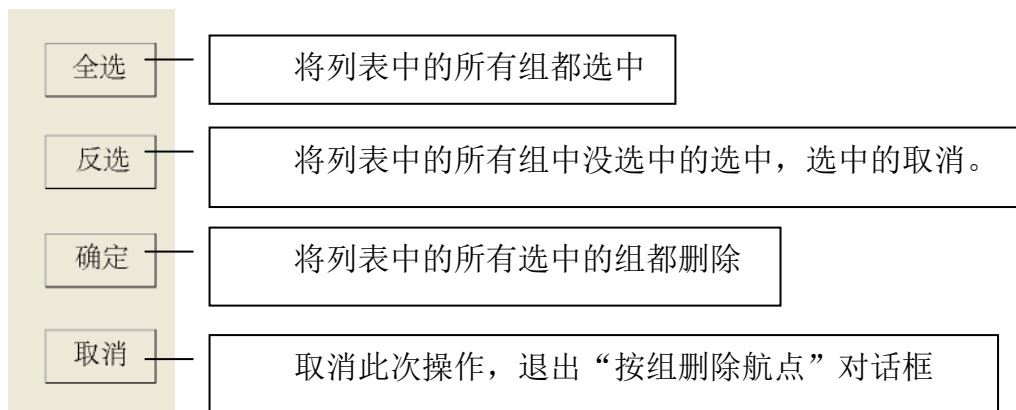 全选
将列表中的所有组都选中
反选
将列表中的所有组中没选中的选中，选中的取消。
确定
将列表中的所有选中的组都删除
取消
取消此次操作，退出“按组删除航点”对话框